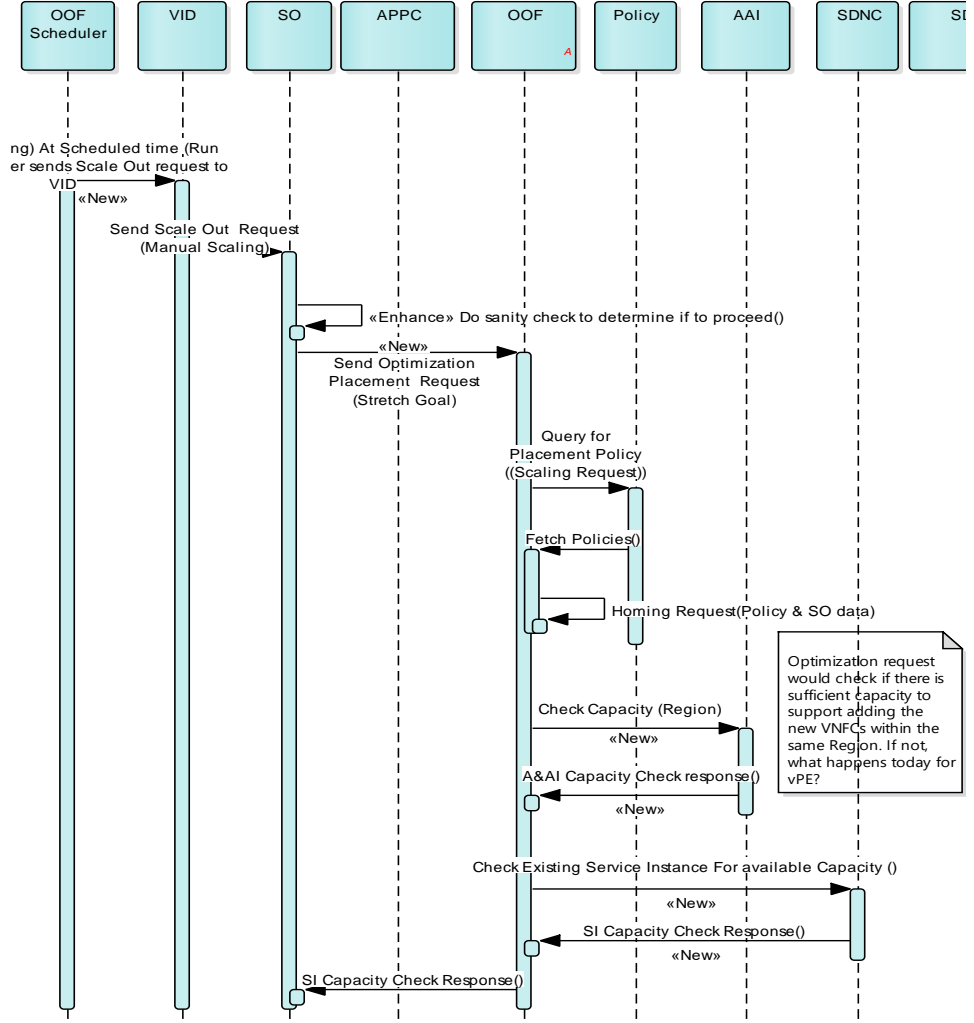 OOF
Scheduler
VID
SO
APPC
OOF
A
Policy
AAI
SDNC
ng) At Scheduled time (Run
er sends Scale Out request to
VID
«New»
Send Scale Out Request
(Manual Scaling)
«Enhance» Do sanity check to determine if to proceed()
«New»
Send Optimization
Placement Request
(Stretch Goal)
Query for
Placement Policy
((Scaling Request))
Fetch Policies()
Homing Request(Policy & SO data)
Optimization request
would check if there is
sufficient capacity to
support adding the
new VNFCs within the
same Region. If not,
what happens today for
vPE?
Check Capacity (Region)
«New»
A&AI Capacity Check response()
«New»
Check Existing Service Instance For available Capacity ()
«New»
SI Capacity Check Response()
«New»
SI Capacity Check Response()